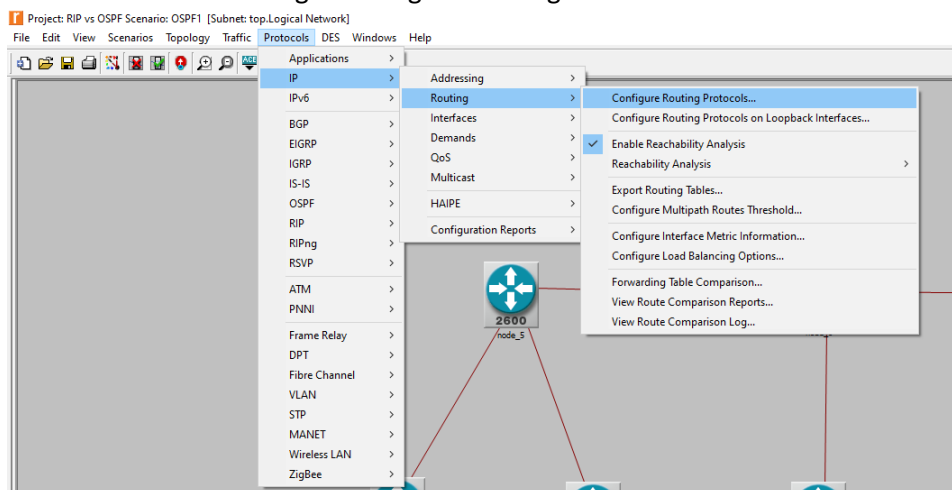 Project: RIP vs OSPF Scenario: OSPF1 [Subnet: top.Logical Network]
File Edit View Scenarios Topology Traffic Protocols DES Windows Help
ACE
Applications
IP
IPv6
BGP
EIGRP
IGRP
IS-IS
OSPF
RIP
RIPng
RSVP
ATM
PNNI
Frame Relay
DPT
Fibre Channel
VLAN
STP
MANET
Wireless LAN
ZigBee
Addressing
Routing
Interfaces
Demands
QoS
Multicast
HAIPE
Configuration Reports
Configure Routing Protocols...
Configure Routing Protocols on Loopback Interfaces...
Enable Reachability Analysis
Reachability Analysis
Export Routing Tables...
Configure Multipath Routes Threshold...
Configure Interface Metric Information...
Configure Load Balancing Options...
Forwarding Table Comparison...
View Route Comparison Reports...
View Route Comparison Log...
2600
node_5